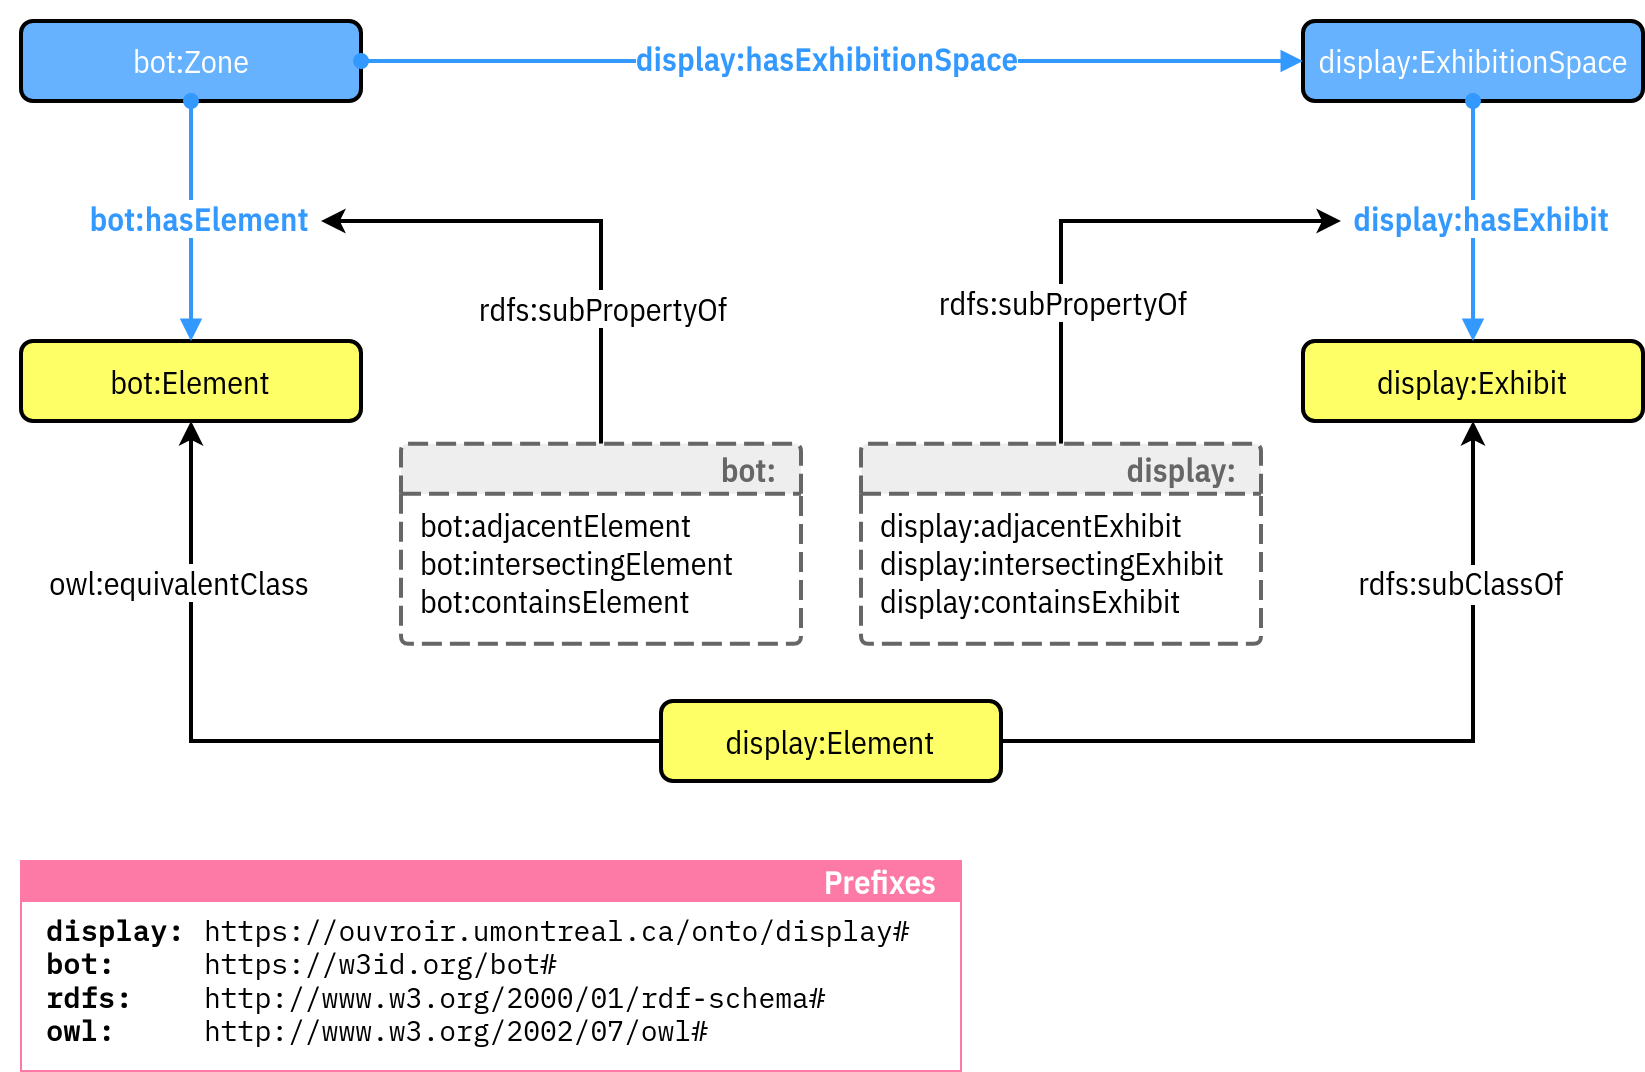 bot:Zone
display:hasExhibitionSpace
display:ExhibitionSpace
bot:hasElement
display:hasExhibit
rdfs:subPropertyOf
rdfs:subPropertyOf
bot:Element
display:Exhibit
bot:
bot:adjacentElement
bot:intersectingElement
bot:containsElement
display:
display:adjacentExhibit
display:intersectingExhibit
display:containsExhibit
owl:equivalentClass
rdfs:subClassOf
display:Element
Prefixes
display: https://ouvroir.umontreal.ca/onto/display#
bot: https://w3id.org/bot#
rdfs: http://www.w3.org/2000/01/rdf-schema#
owl: http://www.w3.org/2002/07/owl#